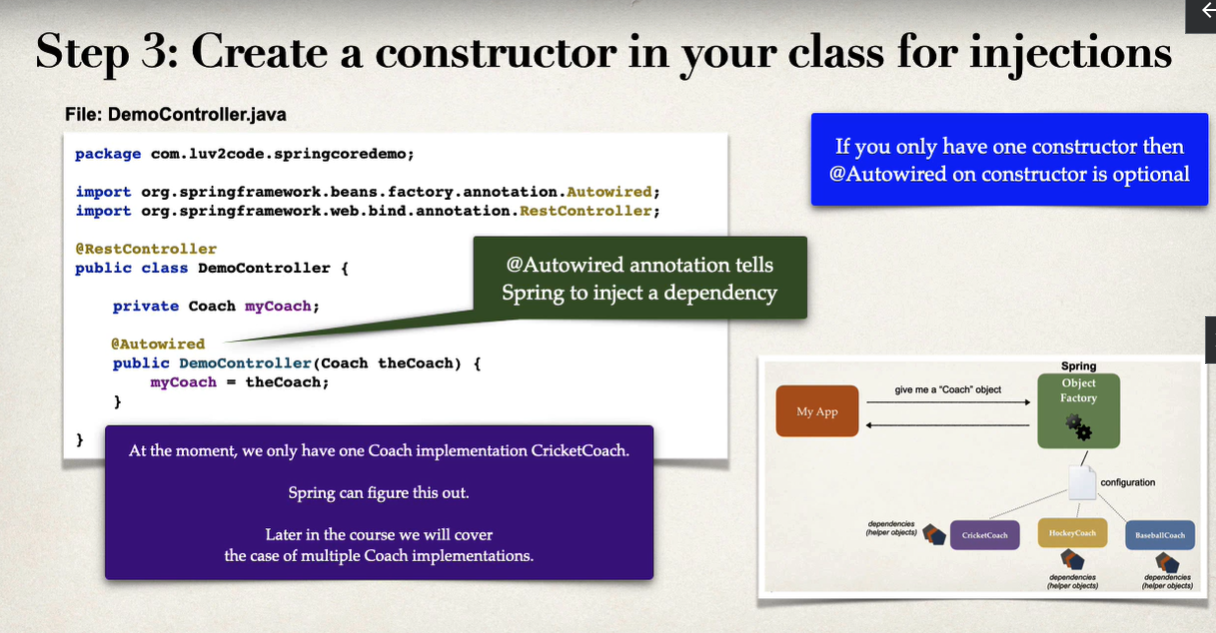 Step 3: Create a constructor in your class for injections
File: DemoController.java
package com.luv2code.springcoredemo;
import org.springframework.beans.factory.annotation.Autowired;
import org.springframework.web.bind.annotation.RestController;
@RestController
public class DemoController {
private Coach myCoach;
@Autowired
public DemoController(Coach theCoach) {
myCoach = theCoach;
}
}
If you only have one constructor then
@Autowired on constructor is optional
@Autowired annotation tells
Spring to inject a dependency
At the moment, we only have one Coach implementation CricketCoach.
Spring can figure this out.
Later in the course we will cover
the case of multiple Coach implementations.
Spring
My App
give me a "Coach" object
Object
Factory
configuration
dependencies
(helper objects)
CricketCoach
HockeyCoach
BaseballCoach
dependencies
(helper objects)
dependencies
(helper objects)